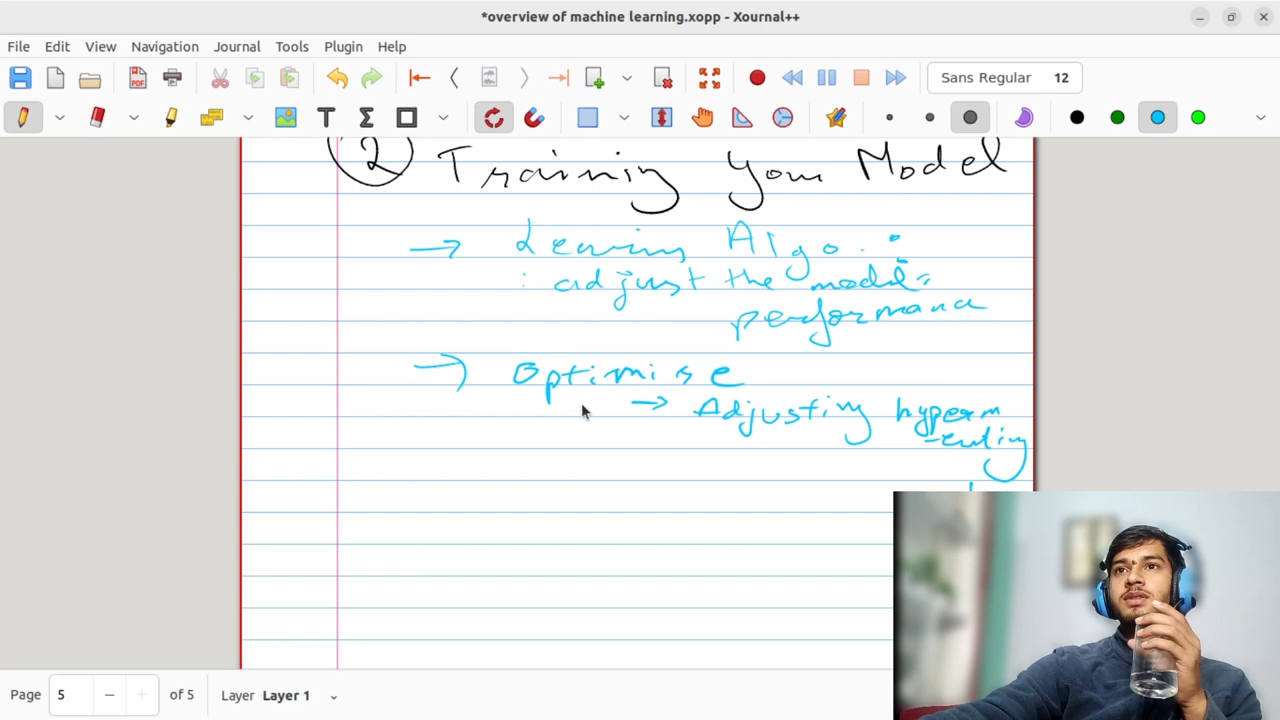 *overview of machine learning.xopp - Xournal++
File Edit View Navigation Journal Tools Plugin Help
PDF
Sans Regular 12
T Σ
② Training your Model
→ Learning Algo. :
: adjust the model's
performance
→ Optimise
→ Adjusting
Page 5 of 5 Layer Layer 1